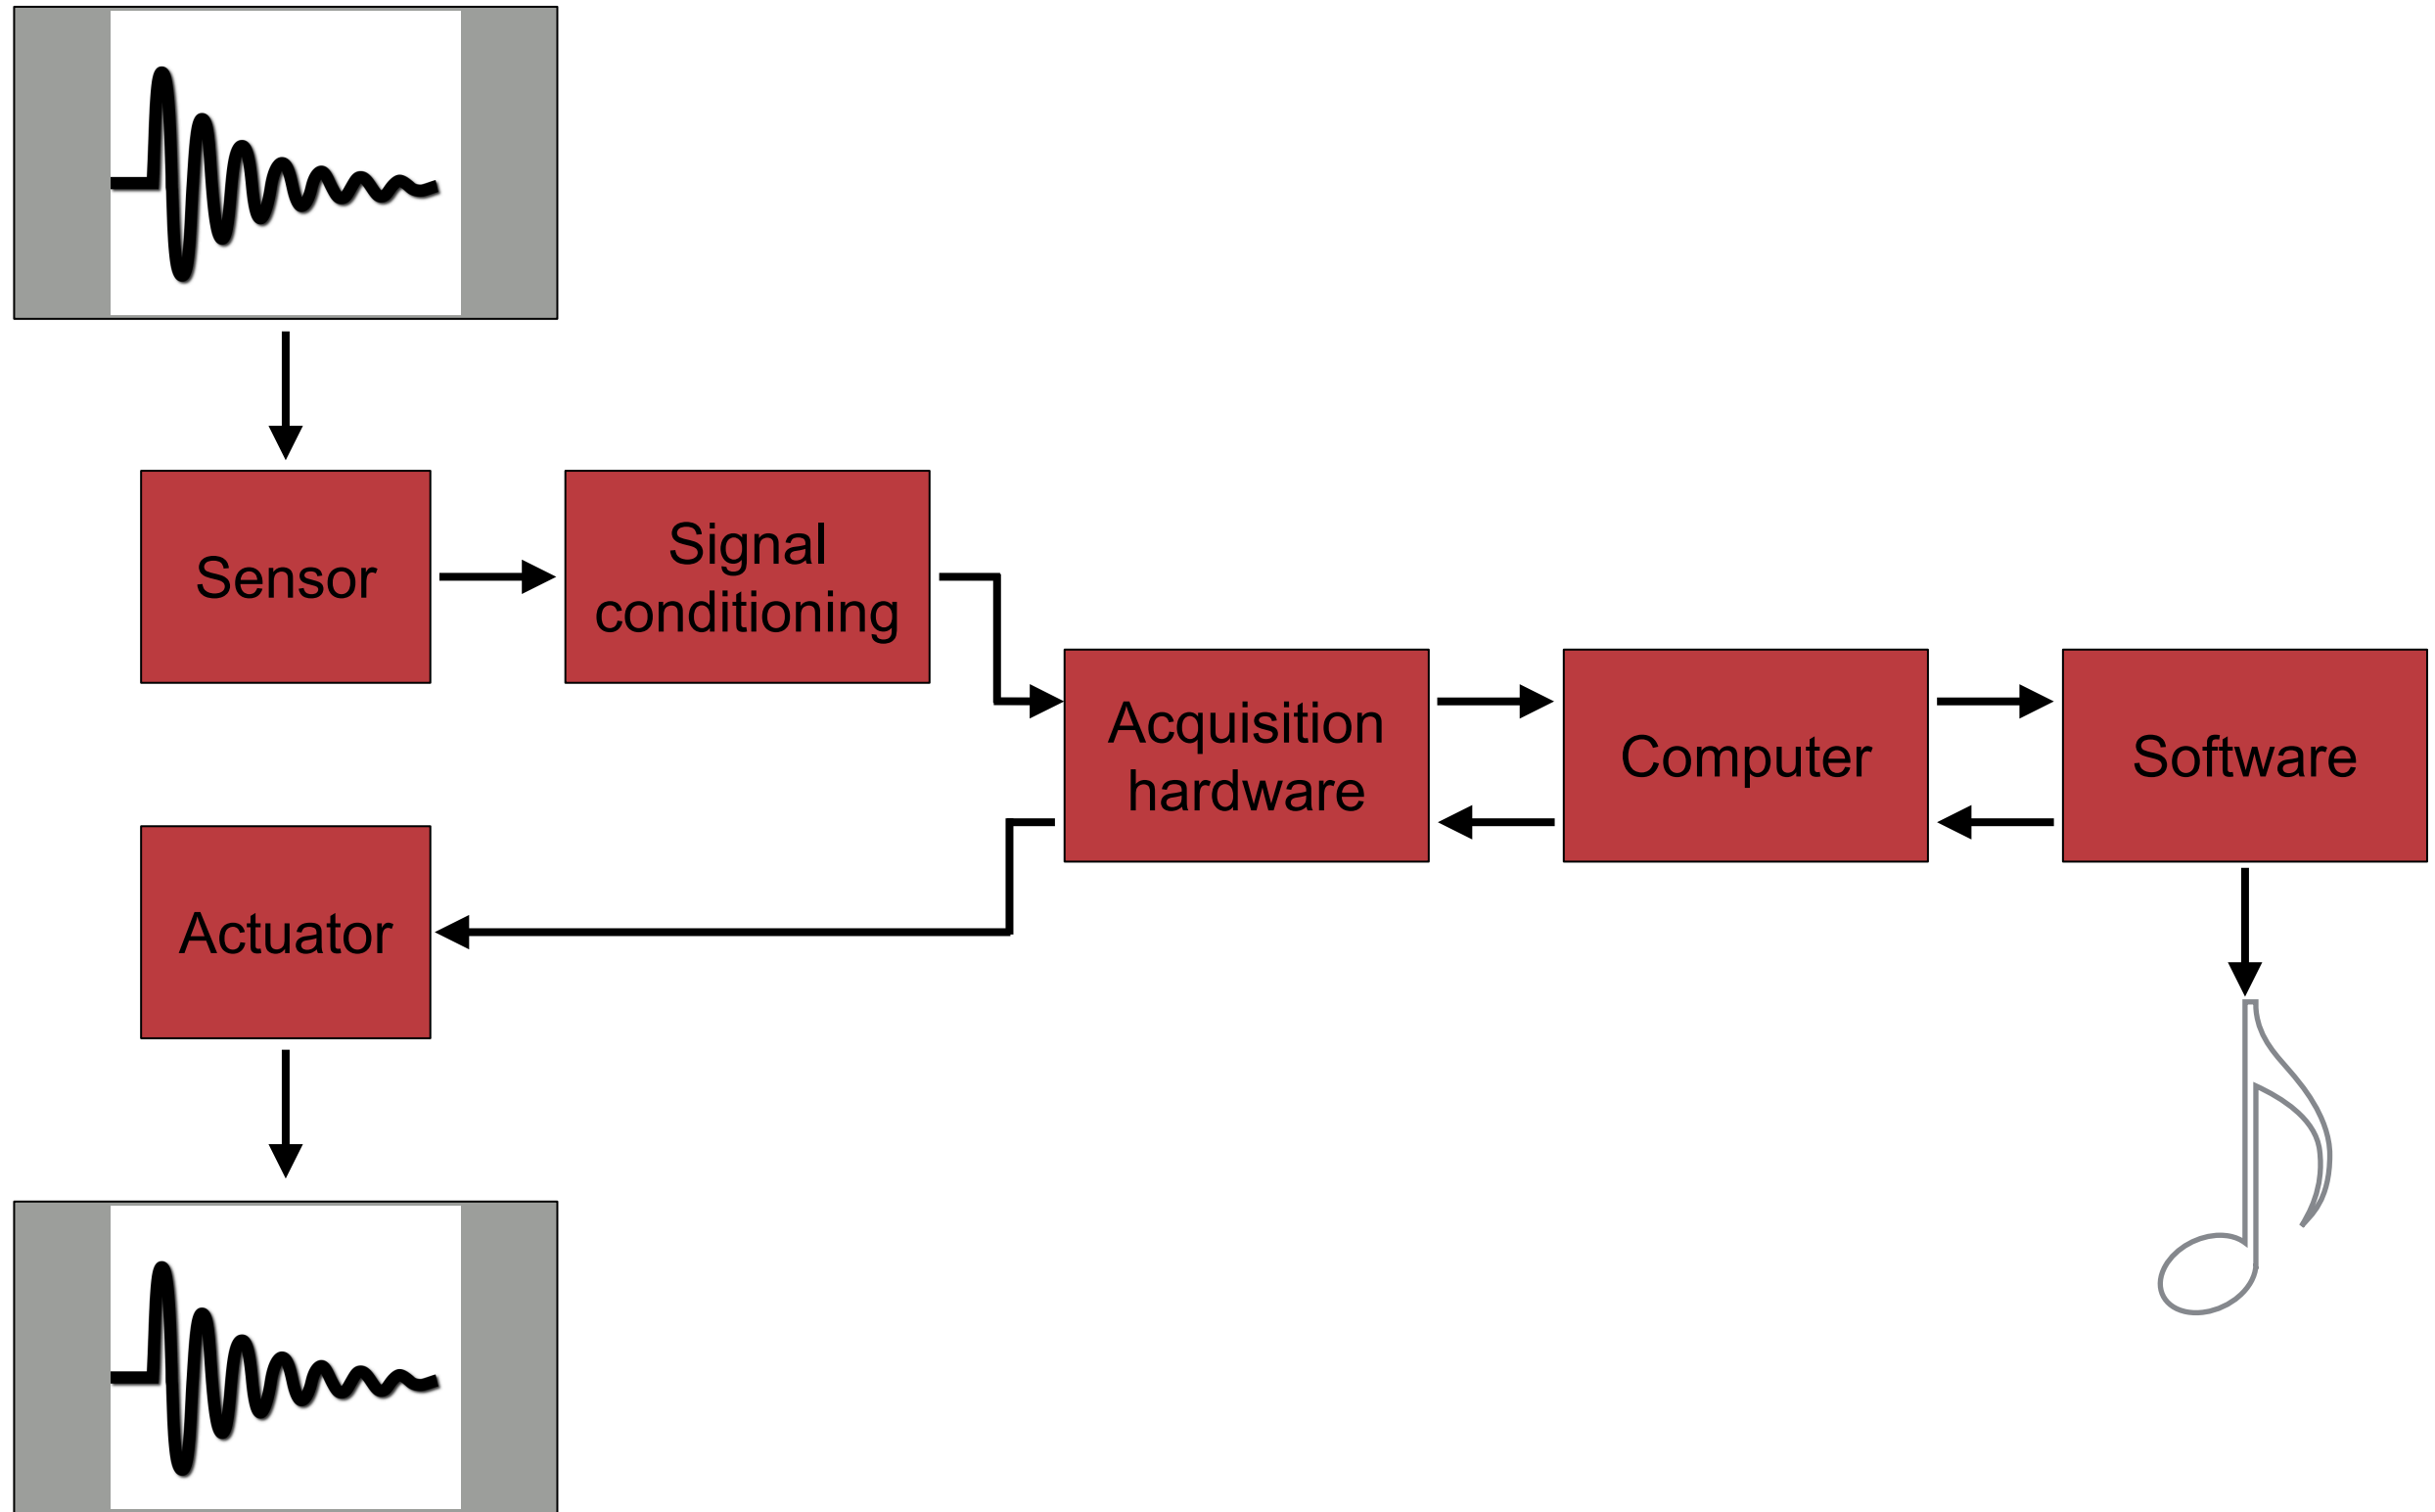 Sensor
Signal
conditioning
Acquisition
hardware
Computer
Software
Actuator